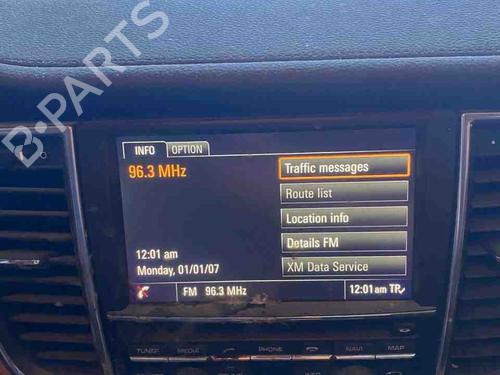 B-PARTS
INFO
OPTION
96.3 MHz
Traffic messages
Route list
Location info
Details FM
XM Data Service
12:01 am
Monday, 01/01/07
FM 96.3 MHz
12:01 am TR
TUNER
MEDIA
PHONE
NAVI
MAP